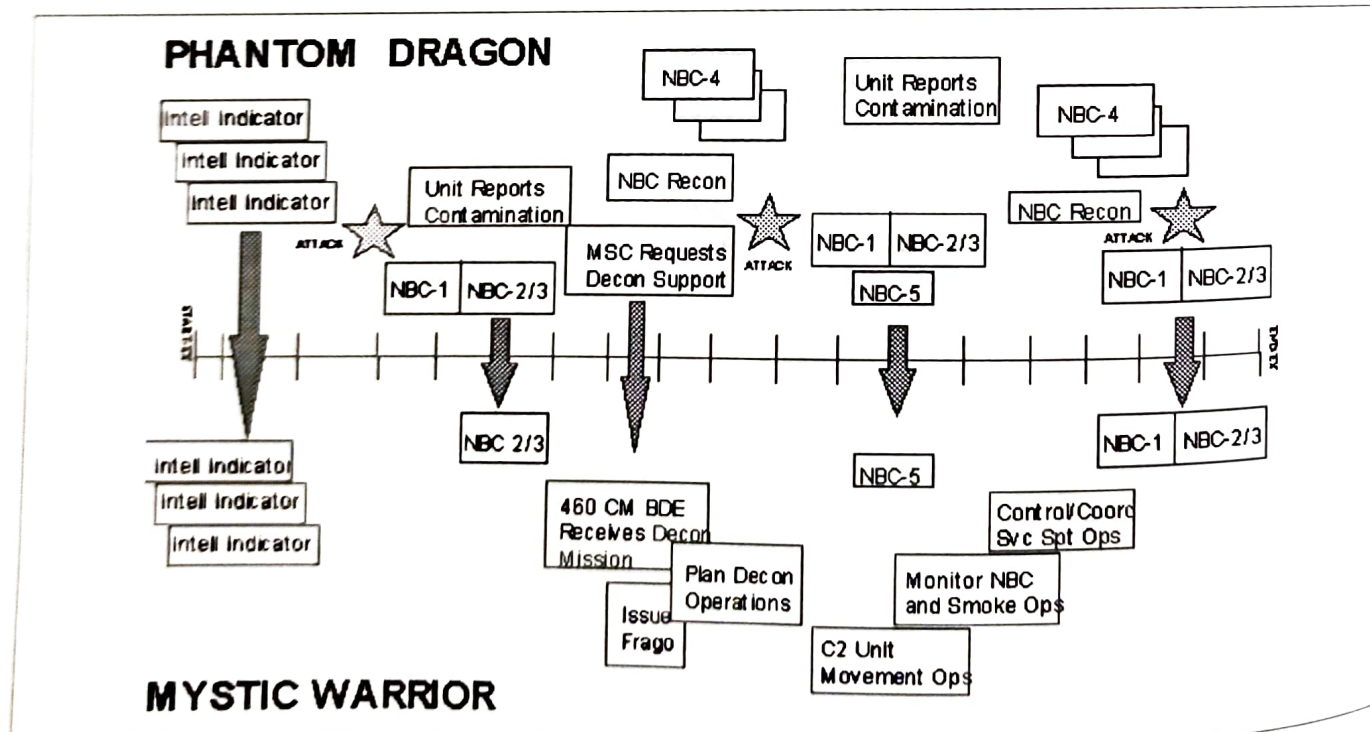 PHANTOM DRAGON
NBC-4
Unit Reports
Contamination
NBC-4
Intell Indicator
Intell Indicator
Intell Indicator
ATTACK
Unit Reports
Contamination
NBC Recon
MSC Requests
Decon Support
ATTACK
NBC-1 NBC-2/3
NBC-5
NBC Recon
ATTACK
NBC-1 NBC-2/3
NBC-1 NBC-2/3
START-EX
END EX
NBC 2/3
NBC-5
NBC-1 NBC-2/3
Intell Indicator
Intell Indicator
Intell Indicator
460 CM BDE
Receives Decon
Mission
Plan Decon
Operations
Issue
Frago
Control/Coord
Svc Spt Ops
Monitor NBC
and Smoke Ops
C2 Unit
Movement Ops
MYSTIC WARRIOR